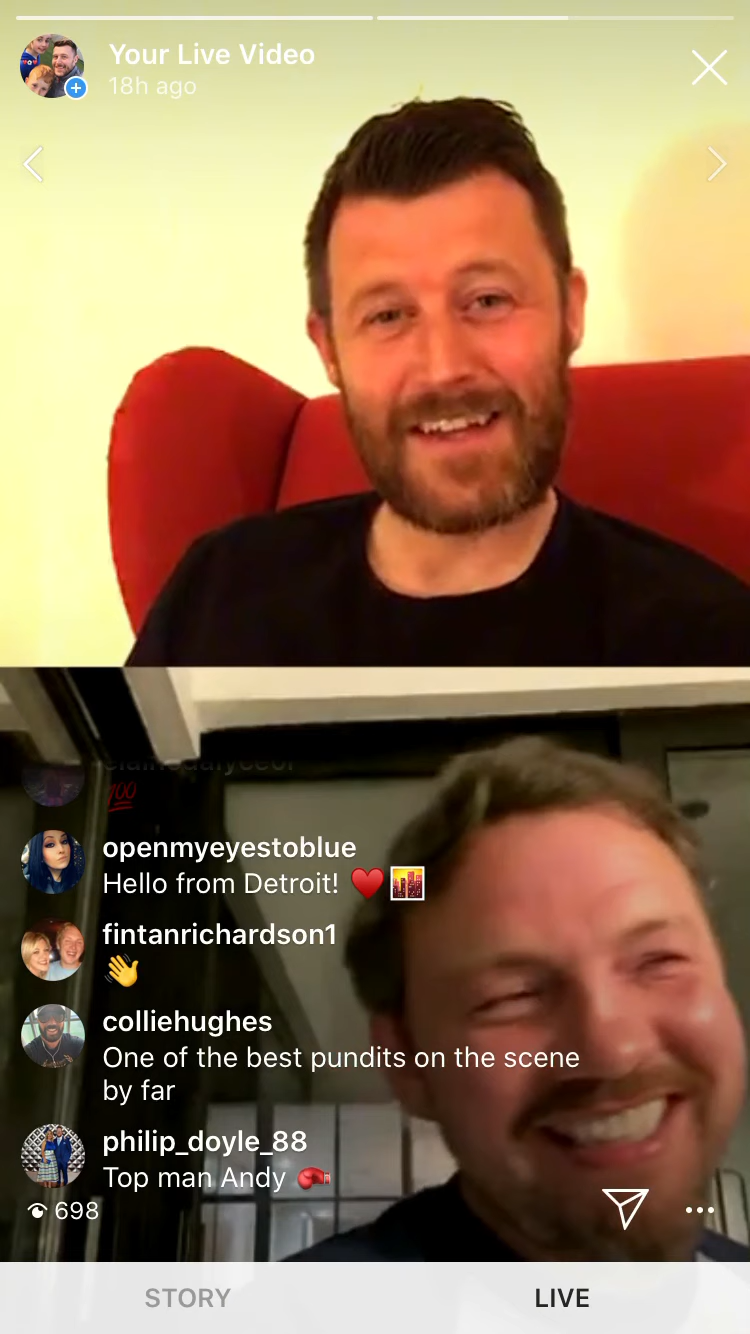 Your Live Video
18h ago
💯
openmyeyestoblue
Hello from Detroit! ♥️🌇
fintanrichardson1
👋
colliehughes
One of the best pundits on the scene
by far
philip_doyle_88
Top man Andy 🥊
698
STORY
LIVE